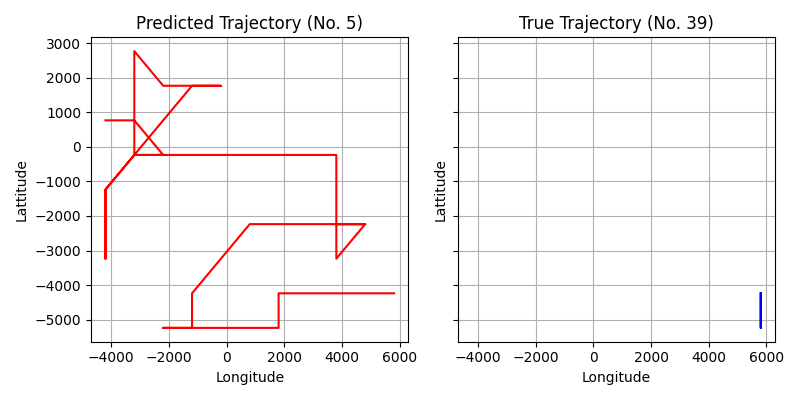 Predicted Trajectory (No. 5)
True Trajectory (No. 39)
3000
2000
1000
0
−1000
−2000
−3000
−4000
−5000
Lattitude
Lattitude
−4000 −2000 0 2000 4000 6000
−4000 −2000 0 2000 4000 6000
Longitude
Longitude